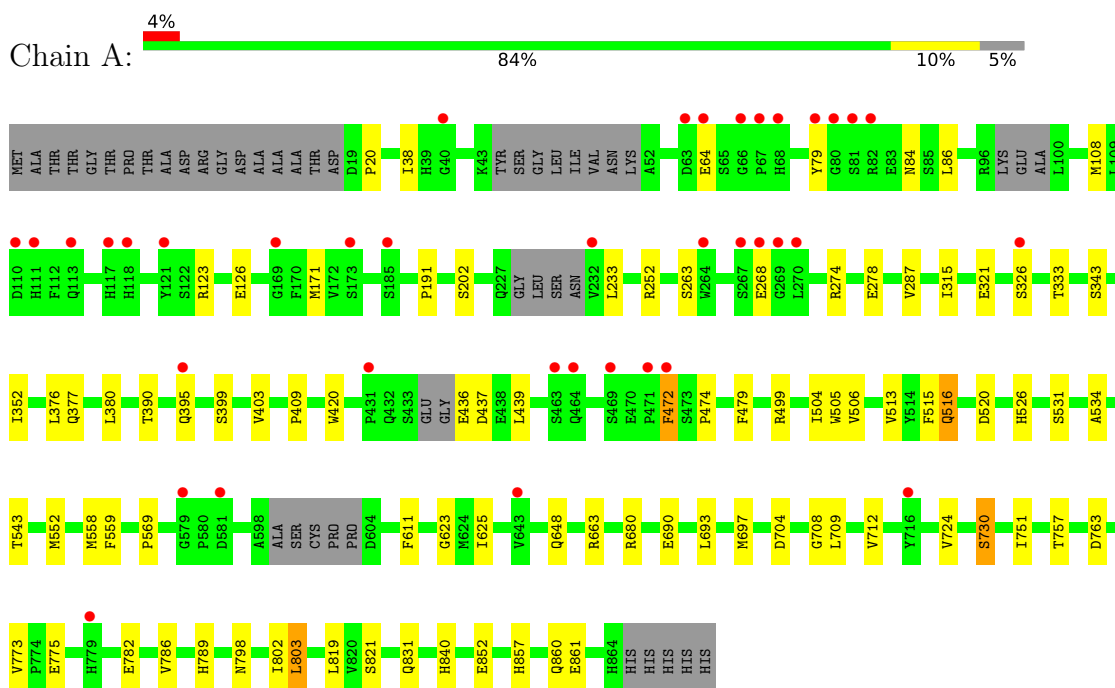 4%
Chain A:
84% 10% 5%
MET ALA THR THR GLY THR PRO THR ALA ASP ARG GLY ASP ALA ALA ALA THR ASP D19 P20 I38 H39 G40 K43 TYR SER GLY LEU ILE VAL ASN LYS A52 D63 E64 S65 G66 P67 H68 Y79 G80 S81 R82 E83 N84 S85 L86 R96 LYS GLU ALA L100 M108 L109
D110 H111 F112 Q113 H117 H118 Y121 S122 R123 E126 G169 F170 M171 V172 S173 S185 P191 S202 Q227 GLY LEU SER ASN V232 L233 R252 S263 W264 S267 E268 G269 L270 R274 E278 V287 I315 E321 S326 T333 S343
I352 L376 Q377 L380 T390 Q395 S399 V403 P409 W420 P431 Q432 S433 GLU GLY E436 D437 E438 L439 S463 Q464 S469 E470 P471 F472 S473 P474 F479 R499 I504 W505 V506 V513 Y514 F515 Q516 D520 H526 S531 A534
T543 M552 M558 F559 P569 G579 P580 D581 A598 ALA SER CYS PRO PRO D604 F611 G623 M624 I625 V643 Q648 R663 R680 E690 L693 M697 D704 G708 L709 V712 Y716 V724 S730 I751 T757 D763
V773 P774 E775 H779 E782 V786 H789 N798 I802 L803 L819 V820 S821 Q831 H840 E852 H857 Q860 E861 H864 HIS HIS HIS HIS HIS